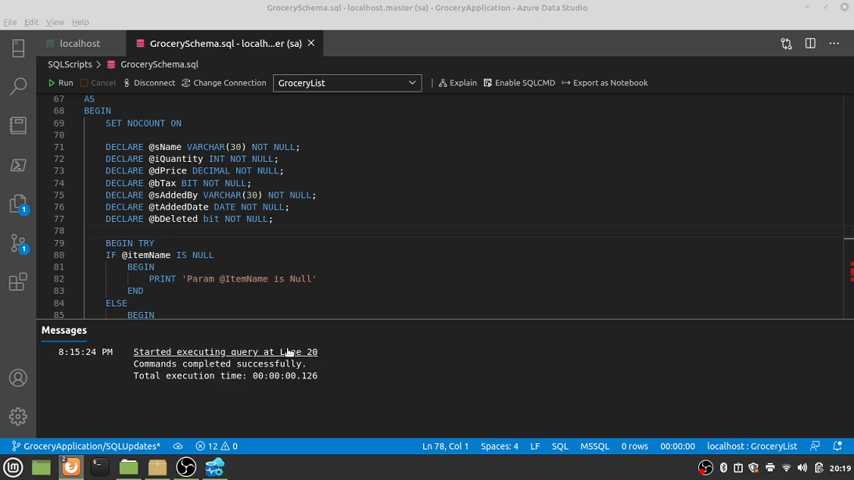 GrocerySchema.sql - localhost.master (sa) - GroceryApplication - Azure Data Studio
File Edit View Help
localhost GrocerySchema.sql - localh...er (sa)
SQLScripts > GrocerySchema.sql
Run Cancel Disconnect Change Connection GroceryList Explain Enable SQLCMD Export as Notebook
67 AS
68 BEGIN
69 SET NOCOUNT ON
70
71 DECLARE @sName VARCHAR(30) NOT NULL;
72 DECLARE @iQuantity INT NOT NULL;
73 DECLARE @dPrice DECIMAL NOT NULL;
74 DECLARE @bTax BIT NOT NULL;
75 DECLARE @sAddedBy VARCHAR(30) NOT NULL;
76 DECLARE @tAddedDate DATE NOT NULL;
77 DECLARE @bDeleted bit NOT NULL;
78
79 BEGIN TRY
80 IF @itemName IS NULL
81 BEGIN
82 PRINT 'Param @ItemName is Null'
83 END
84 ELSE
85 BEGIN
1
1
Messages
8:15:24 PM Started executing query at Line 20
Commands completed successfully.
Total execution time: 00:00:00.126
GroceryApplication/SQLUpdates* 12 0 Ln 78, Col 1 Spaces: 4 LF SQL MSSQL 0 rows 00:00:00 localhost : GroceryList
2 20:19